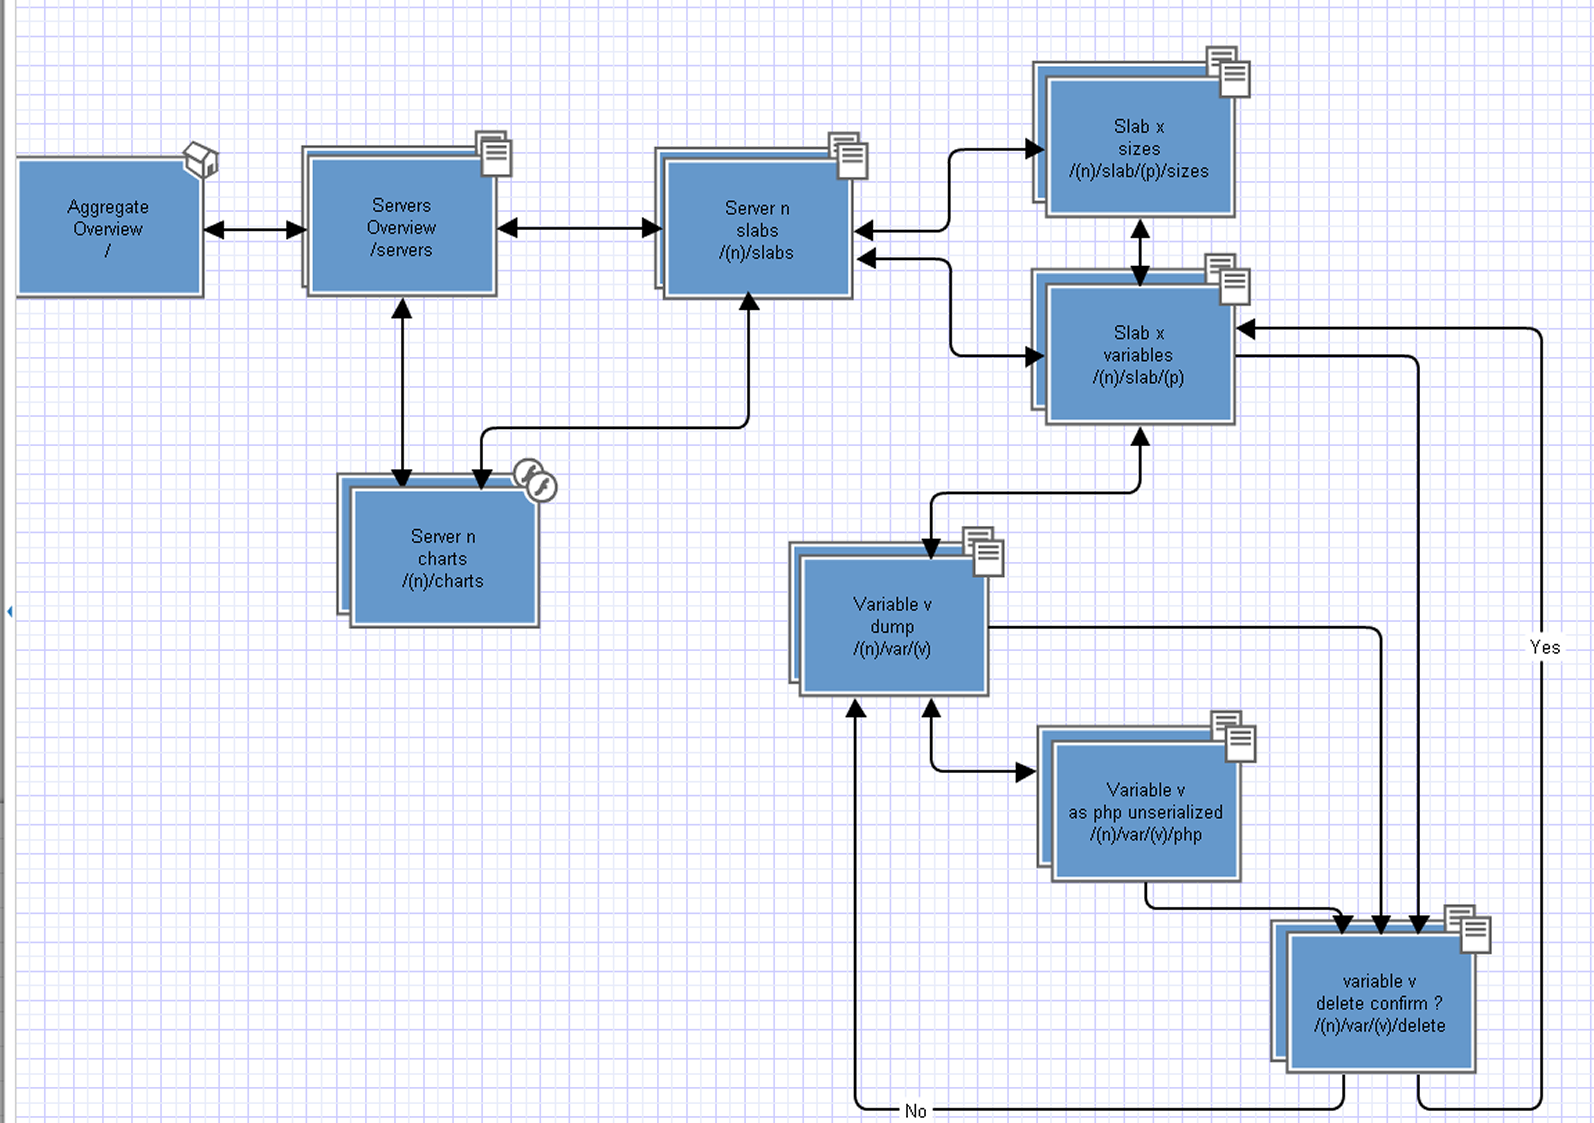 Aggregate
Overview
/
Servers
Overview
/servers
Server n
slabs
/(n)/slabs
Slab x
sizes
/(n)/slab/(p)/sizes
Slab x
variables
/(n)/slab/(p)
Server n
charts
/(n)/charts
Variable v
dump
/(n)/var/(v)
Yes
Variable v
as php unserialized
/(n)/var/(v)/php
variable v
delete confirm ?
/(n)/var/(v)/delete
No